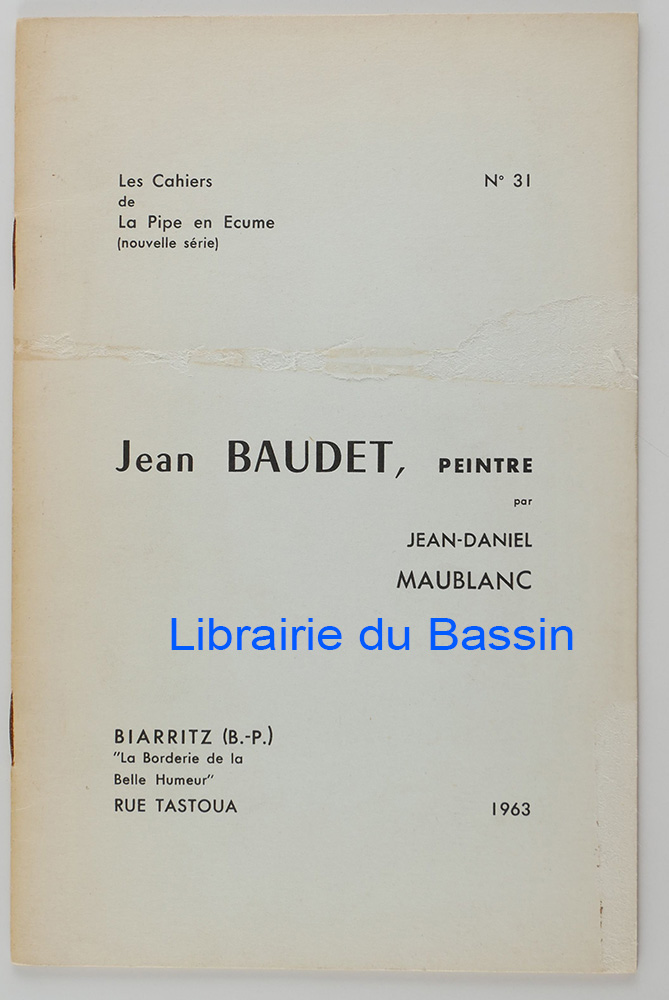 Les Cahiers
de
La Pipe en Ecume
(nouvelle série)
N° 31
Jean BAUDET, PEINTRE
par
JEAN-DANIEL
MAUBLANC
Librairie du Bassin
BIARRITZ (B.-P.)
"La Borderie de la
Belle Humeur"
RUE TASTOUA
1963